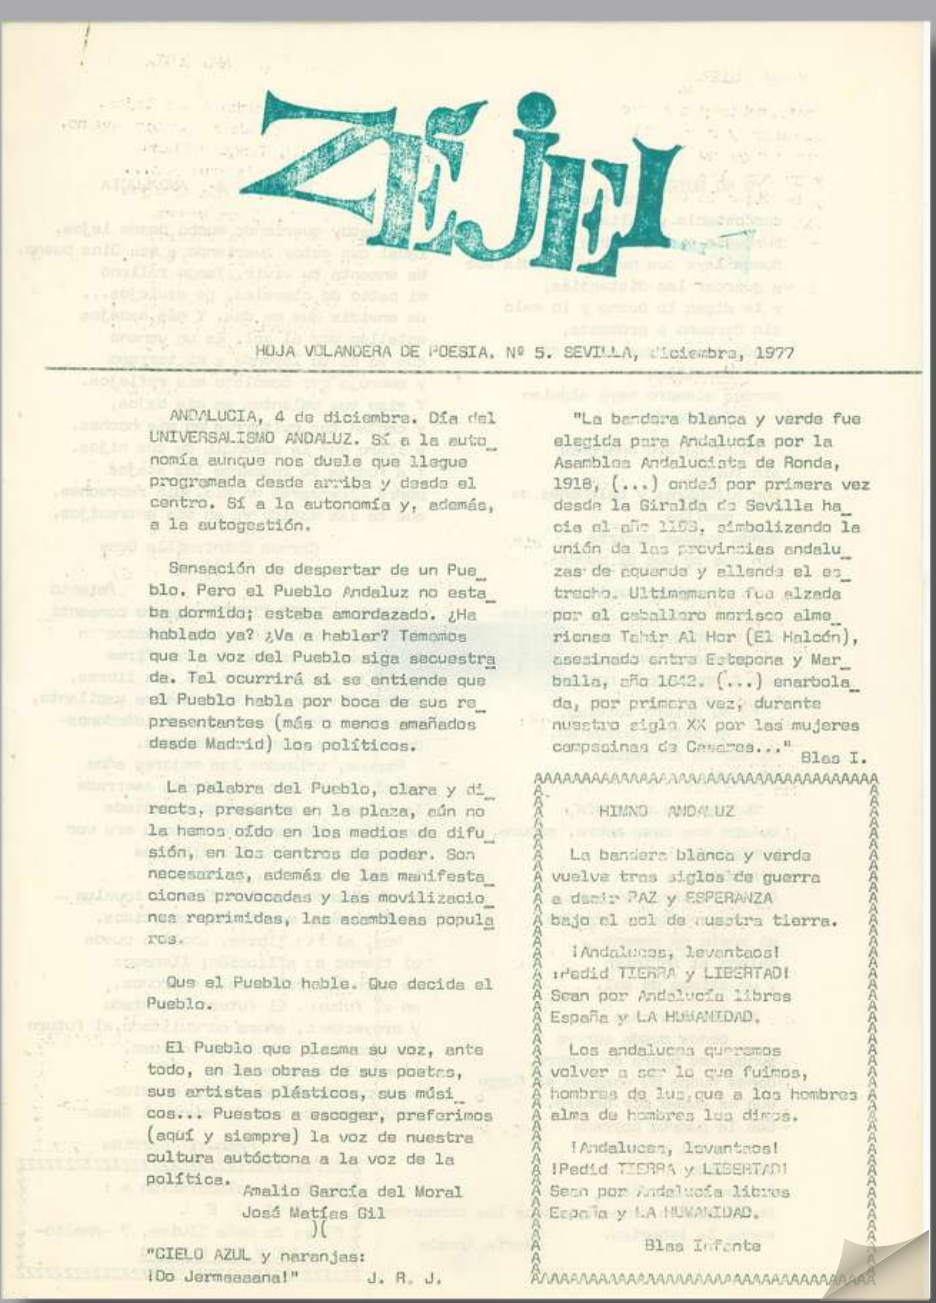 ZÉJEL
HOJA VOLANDERA DE POESIA. Nº 5. SEVILLA, diciembre, 1977
ANDALUCIA, 4 de diciembre. Día del
UNIVERSALISMO ANDALUZ. Sí a la auto_
nomía aunque nos duele que llegue
programada desde arriba y desde el
centro. Sí a la autonomía y, además,
a la autogestión.
Sensación de despertar de un Pue_
blo. Pero el Pueblo Andaluz no esta_
ba dormido; estaba amordazado. ¿Ha
hablado ya? ¿Va a hablar? Tememos
que la voz del Pueblo siga secuestra_
da. Tal ocurrirá si se entiende que
el Pueblo habla por boca de sus re_
presentantes (más o menos amañados
desde Madrid) los políticos.
La palabra del Pueblo, clara y di_
recta, presente en la plaza, aún no
la hemos oído en los medios de difu_
sión, en los centros de poder. Son
necesarias, además de las manifesta_
ciones provocadas y las movilizacio_
nes reprimidas, las asambleas popula_
res.
Que el Pueblo hable. Que decida el
Pueblo.
El Pueblo que plasma su voz, ante
todo, en las obras de sus poetas,
sus artistas plásticos, sus músi_
cos... Puestos a escoger, preferimos
(aquí y siempre) la voz de nuestra
cultura autóctona a la voz de la
política.
Amalio García del Moral
José Matías Gil
)(
"CIELO AZUL y naranjas:
!Do Jermaaaana!" J. R. J.
"La bandera blanca y verde fue
elegida para Andalucía por la
Asamblea Andalucista de Ronda,
1918, (...) ondeó por primera vez
desde la Giralda de Sevilla ha_
cia el año 1198, simbolizando la
unión de las provincias andalu_
zas de aquende y allende el es_
trecho. Ultimamente fue alzada
por el caballero morisco alme_
riense Tahir Al Hor (El Halcón),
asesinado entre Estepona y Mar_
bella, año 1642. (...) enarbola_
da, por primera vez, durante
nuestro siglo XX por las mujeres
campesinas de Casares..."
Blas I.
HIMNO ANDALUZ
La bandera blanca y verde
vuelve tras siglos de guerra
a decir PAZ y ESPERANZA
bajo el sol de nuestra tierra.
!Andaluces, levantaos!
!Pedid TIERRA y LIBERTAD!
Sean por Andalucía libres
España y LA HUMANIDAD.
Los andaluces queremos
volver a ser lo que fuimos,
hombres de luz,que a los hombres
alma de hombres les dimos.
!Andaluces, levantaos!
!Pedid TIERRA y LIBERTAD!
Sean por Andalucía libres
España y LA HUMANIDAD.
Blas Infante